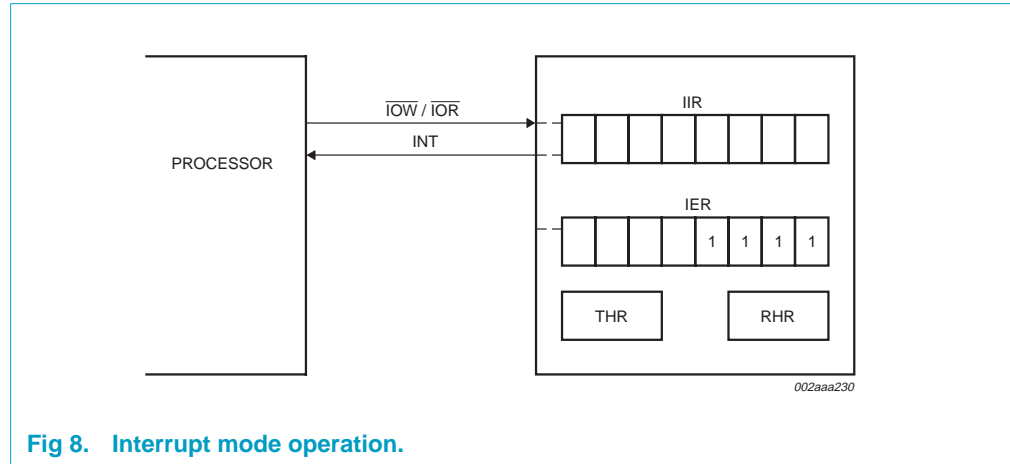 IIR
IOW / IOR
INT
PROCESSOR
IER
1 1 1 1
THR RHR
002aaa230
Fig 8. Interrupt mode operation.